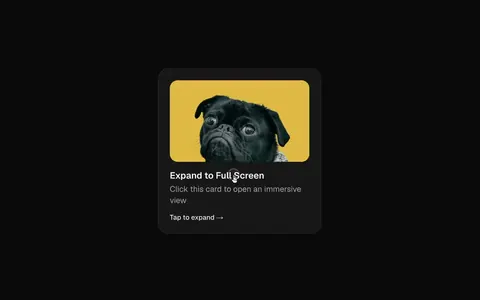 Expand to Full Screen
Click this card to open an immersive
view
Tap to expand →